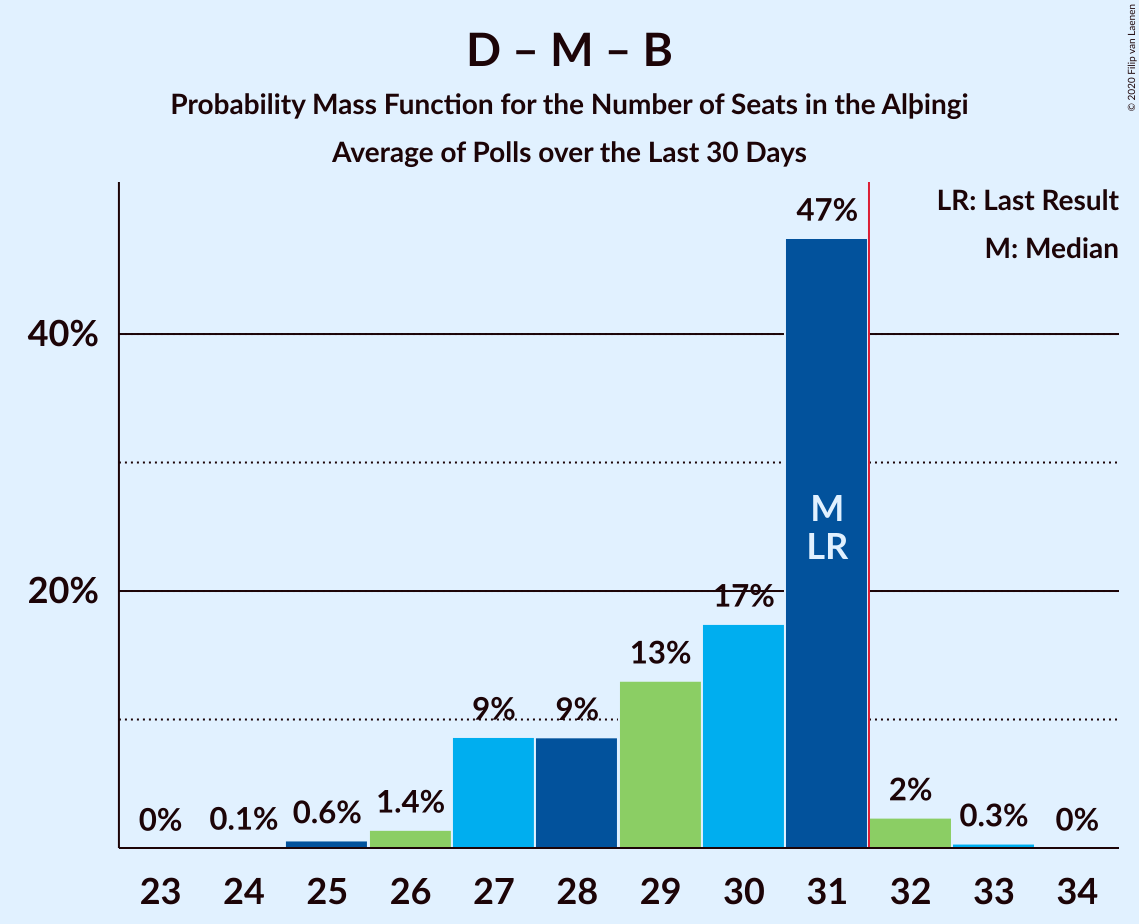 D – M – B
Probability Mass Function for the Number of Seats in the Alþingi
Average of Polls over the Last 30 Days
© 2020 Filip van Laenen
LR: Last Result
M: Median
47%
40%
M
LR
20%
17%
13%
9%
9%
2%
1.4%
0.6%
0.3%
0.1%
0%
0%
23 24 25 26 27 28 29 30 31 32 33 34